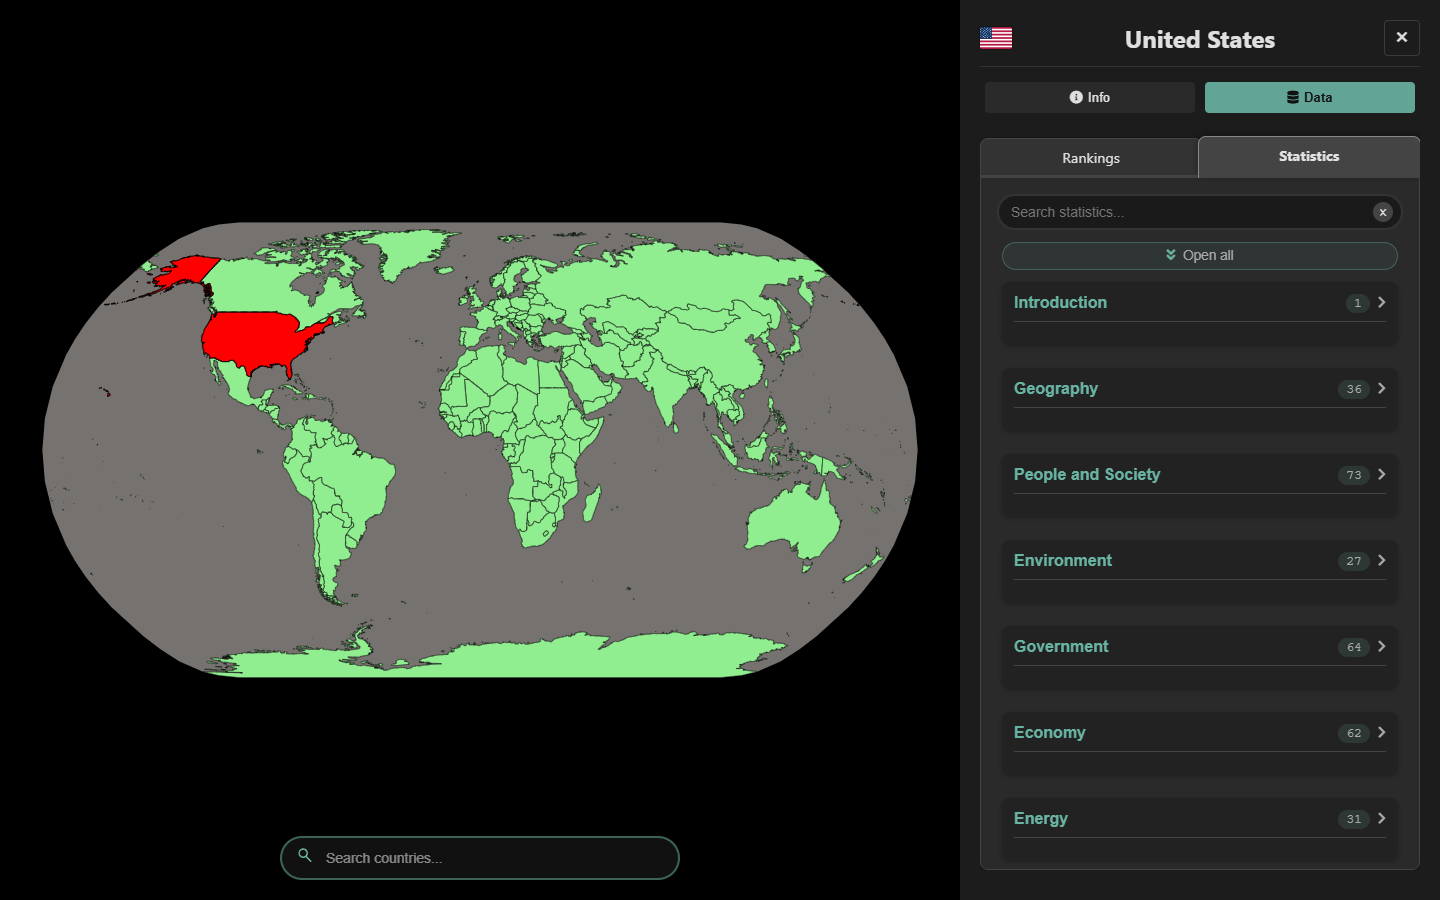 United States
Info
Data
Rankings
Statistics
Search statistics...
Open all
Introduction 1
Geography 36
People and Society 73
Environment 27
Government 64
Economy 62
Energy 31
Search countries...